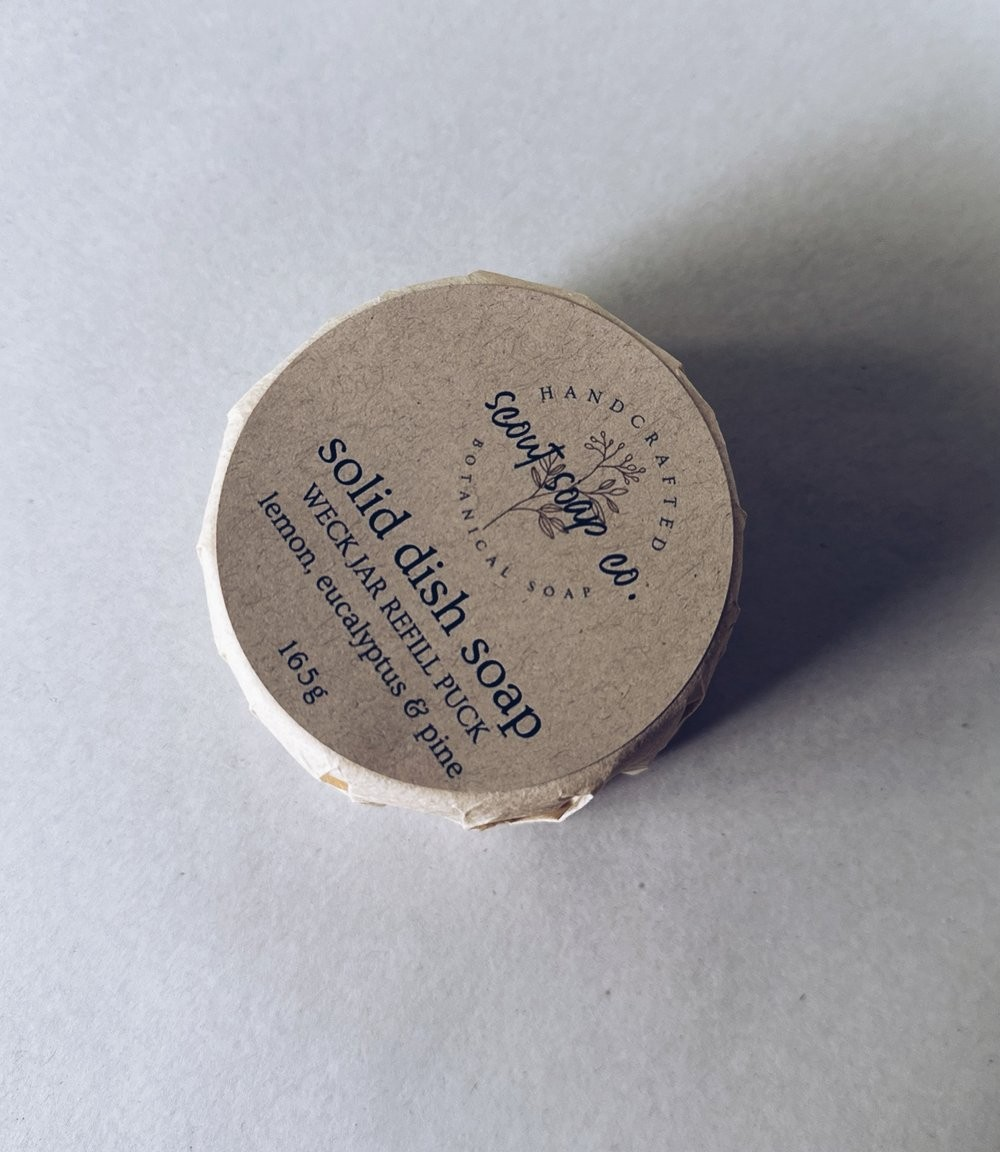 HANDCRAFTED
scout soap co.
BOTANICAL SOAP
solid dish soap
WECK JAR REFILL PUCK
lemon, eucalyptus & pine
165g